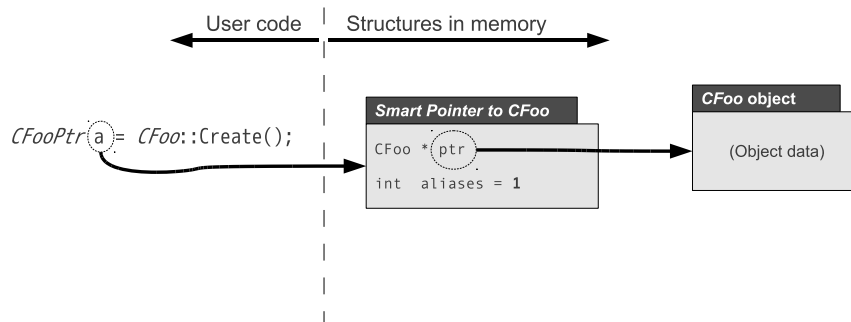 User code
Structures in memory
CFooPtr a = CFoo::Create();
Smart Pointer to CFoo
CFoo * ptr
int aliases = 1
CFoo object
(Object data)